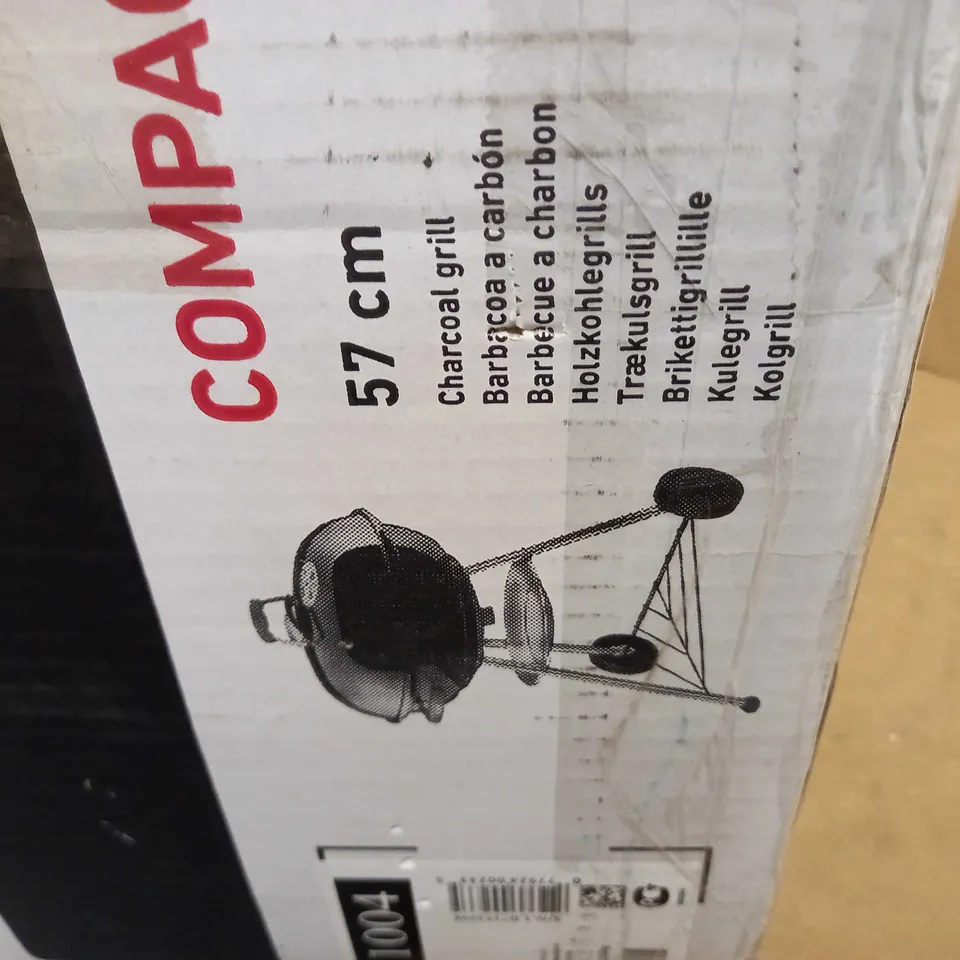 COMPAC
57 cm
Charcoal grill
Barbacoa a carbón
Barbecue a charbon
Holzkohlegrills
Trækulsgrill
Brikettigrillille
Kulegrill
Kolgrill
1004